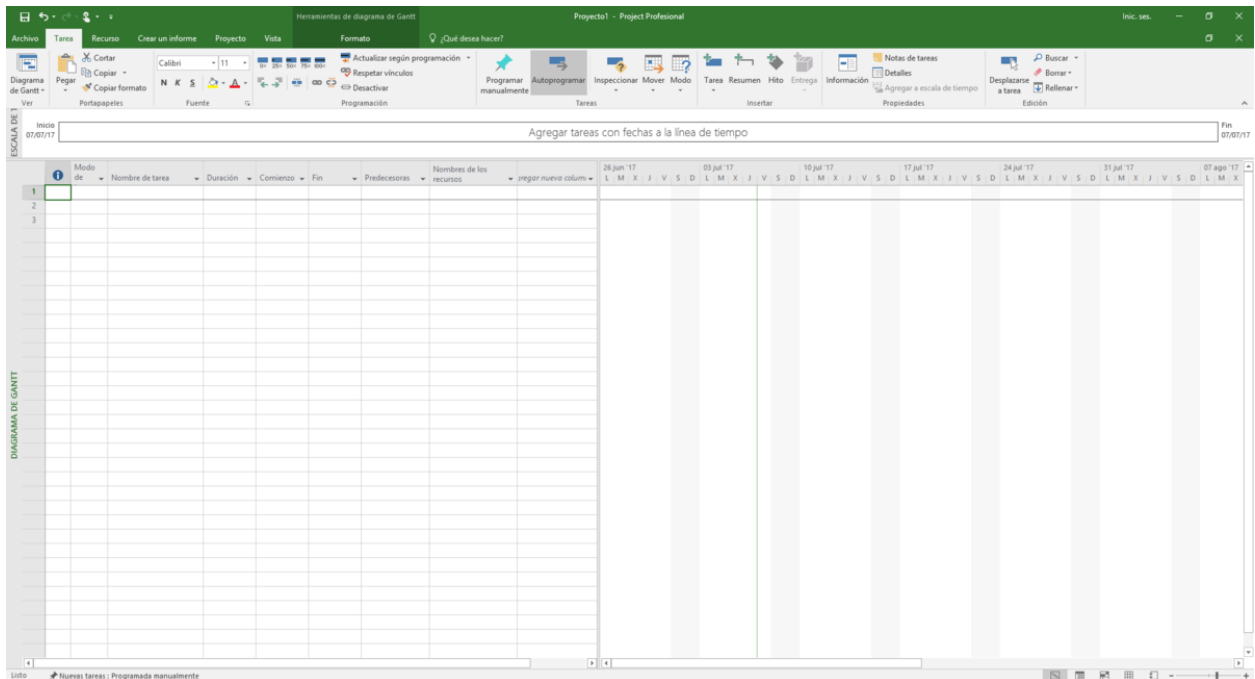 Herramientas de diagrama de Gantt
Proyecto1 - Project Profesional
Inic. ses.
Archivo Tarea Recurso Crear un informe Proyecto Vista Formato ¿Qué desea hacer?
Diagrama de Gantt
Ver
Pegar
Cortar
Copiar
Copiar formato
Portapapeles
Calibri 11
N K S A
Fuente
0% 25% 50% 75% 100%
Actualizar según programación
Respetar vínculos
Desactivar
Programación
Programar manualmente
Autoprogramar
Inspeccionar Mover Modo
Tareas
Tarea Resumen Hito Entrega
Insertar
Información
Notas de tareas
Detalles
Agregar a escala de tiempo
Propiedades
Desplazarse a tarea
Buscar
Borrar
Rellenar
Edición
ESCALA DE T
Inicio
07/07/17
Agregar tareas con fechas a la línea de tiempo
Fin
07/07/17
Modo de
Nombre de tarea
Duración
Comienzo
Fin
Predecesoras
Nombres de los recursos
regar nueva colum
26 jun '17 03 jul '17 10 jul '17 17 jul '17 24 jul '17 31 jul '17 07 ago '17
L M X J V S D L M X J V S D L M X J V S D L M X J V S D L M X J V S D L M X J V S D L M X
1
2
3
DIAGRAMA DE GANTT
Listo
Nuevas tareas : Programada manualmente